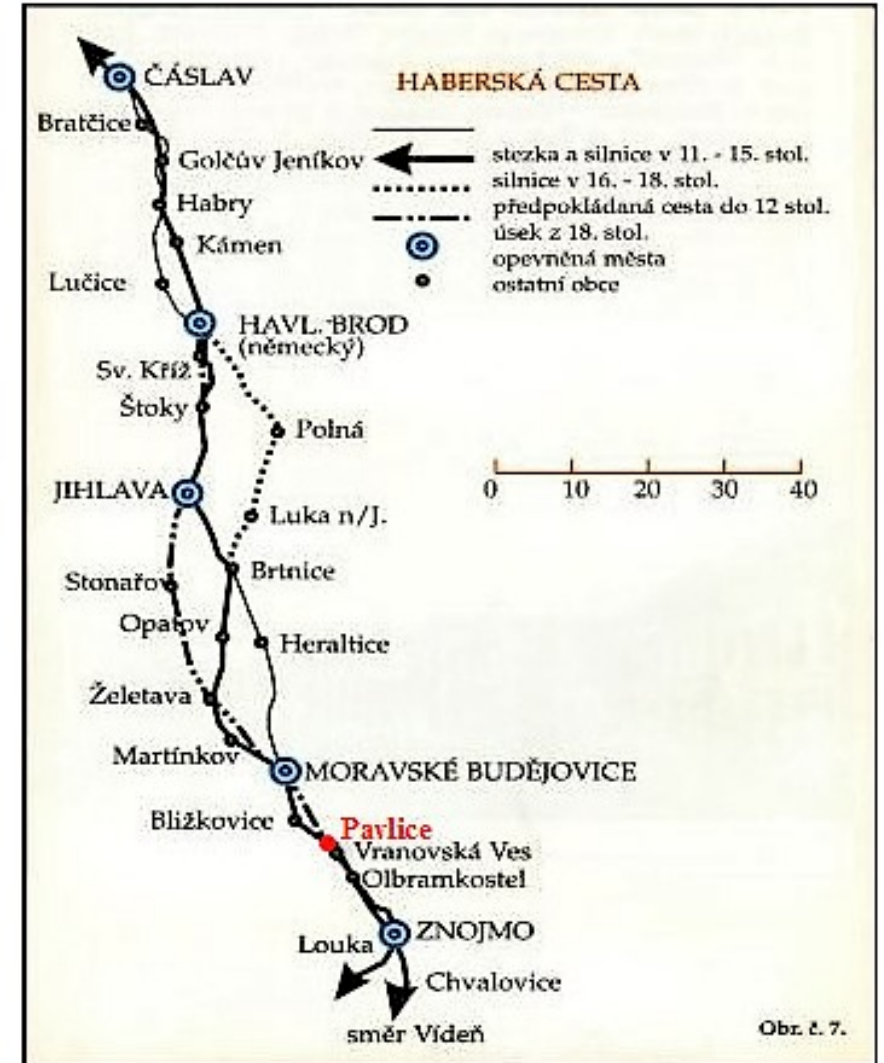 ČÁSLAV
HABERSKÁ CESTA
Bratčice
Golčův Jeníkov
stezka a silnice v 11. - 15. stol.
silnice v 16. - 18. stol.
Habry
předpokládaná cesta do 12 stol.
úsek z 18. stol.
Kámen
opevněná města
Lučice
ostatní obce
HAVL. BROD
(německý)
Sv. Kříž
Štoky
Polná
JIHLAVA
0 10 20 30 40
Luka n/J.
Brtnice
Stonařov
Opatov
Heraltice
Želetava
Martínkov
MORAVSKÉ BUDĚJOVICE
Bližkovice
Pavlice
Vranovská Ves
Olbramkostel
ZNOJMO
Louka
Chvalovice
směr Vídeň
Obr. č. 7.